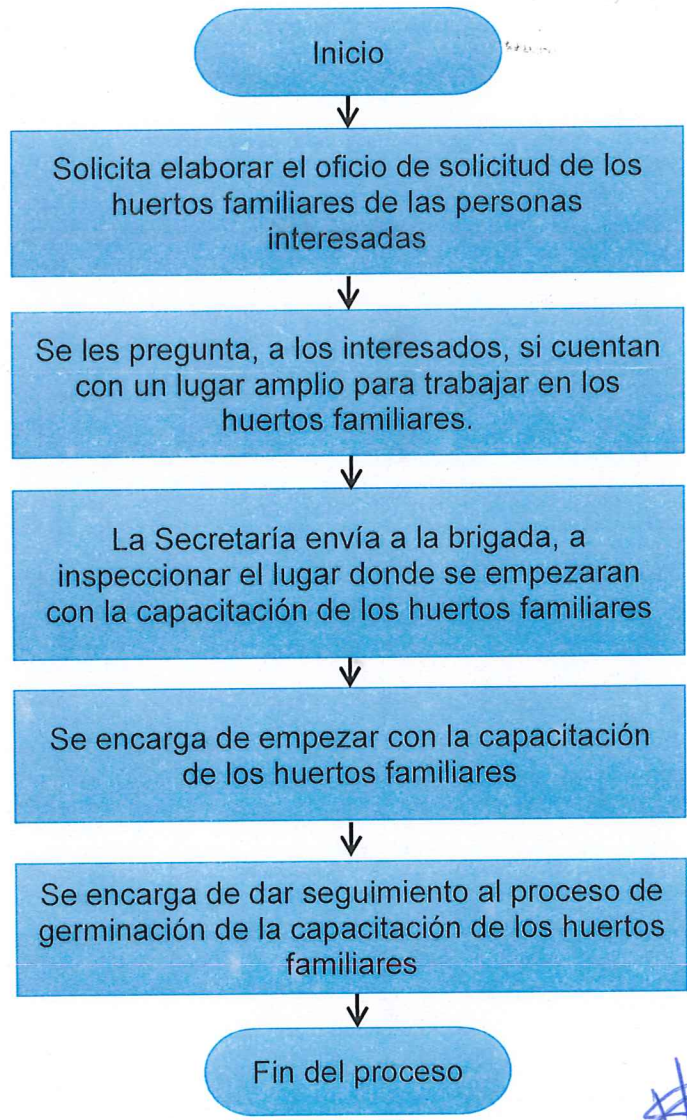 Inicio
Solicita elaborar el oficio de solicitud de los
huertos familiares de las personas
interesadas
Se les pregunta, a los interesados, si cuentan
con un lugar amplio para trabajar en los
huertos familiares.
La Secretaría envía a la brigada, a
inspeccionar el lugar donde se empezaran
con la capacitación de los huertos familiares
Se encarga de empezar con la capacitación
de los huertos familiares
Se encarga de dar seguimiento al proceso de
germinación de la capacitación de los huertos
familiares
Fin del proceso